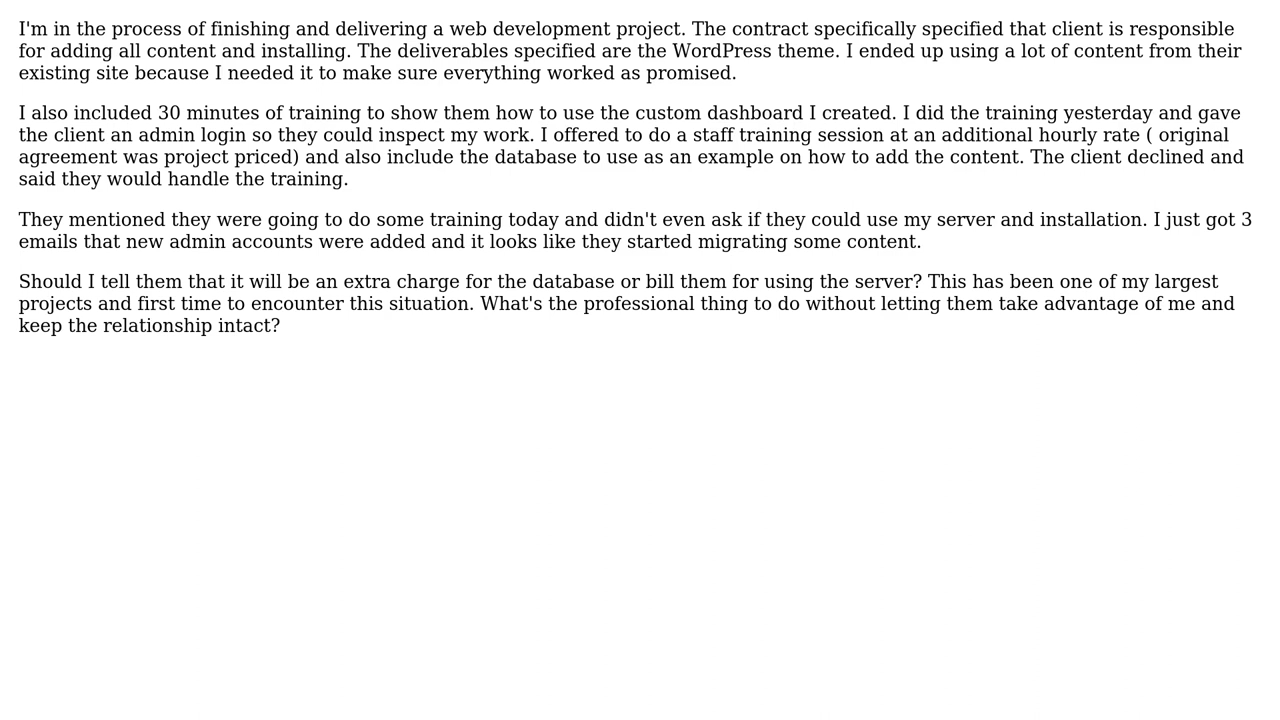 I'm in the process of finishing and delivering a web development project. The contract specifically specified that client is responsible
for adding all content and installing. The deliverables specified are the WordPress theme. I ended up using a lot of content from their
existing site because I needed it to make sure everything worked as promised.
I also included 30 minutes of training to show them how to use the custom dashboard I created. I did the training yesterday and gave
the client an admin login so they could inspect my work. I offered to do a staff training session at an additional hourly rate ( original
agreement was project priced) and also include the database to use as an example on how to add the content. The client declined and
said they would handle the training.
They mentioned they were going to do some training today and didn't even ask if they could use my server and installation. I just got 3
emails that new admin accounts were added and it looks like they started migrating some content.
Should I tell them that it will be an extra charge for the database or bill them for using the server? This has been one of my largest
projects and first time to encounter this situation. What's the professional thing to do without letting them take advantage of me and
keep the relationship intact?